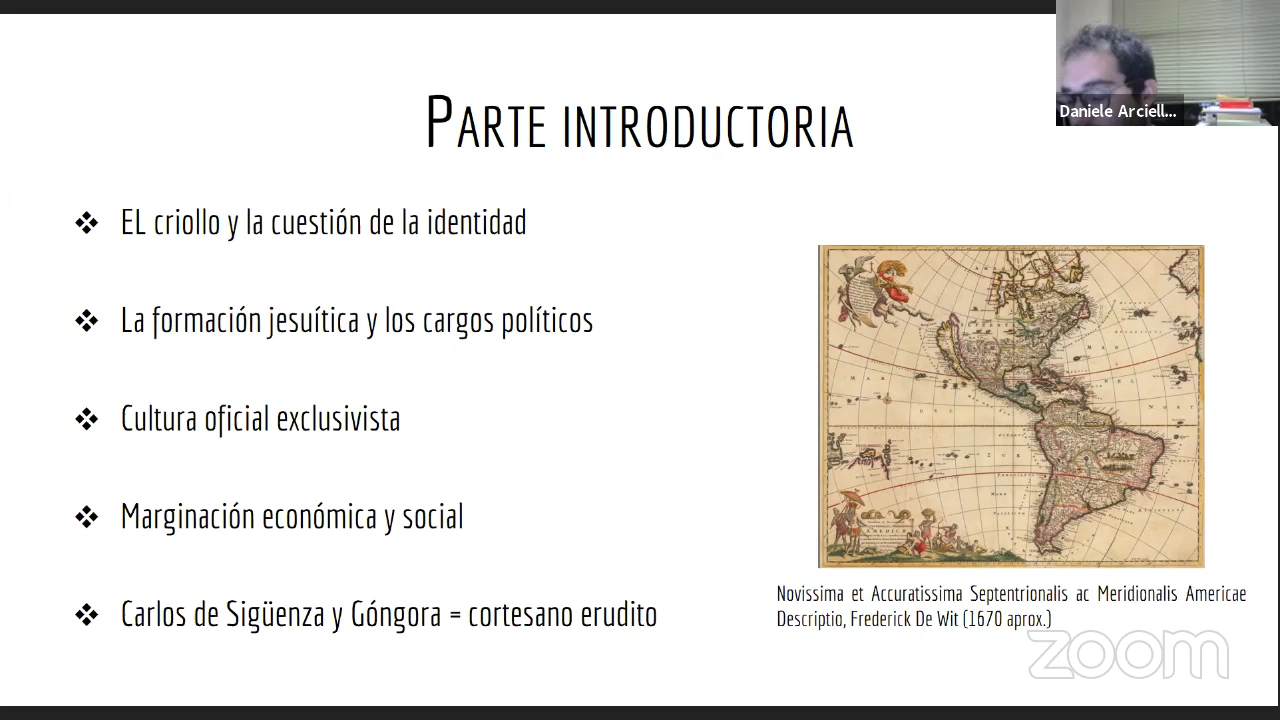 PARTE INTRODUCTORIA
Daniele Arciell...
❖ EL criollo y la cuestión de la identidad
❖ La formación jesuítica y los cargos políticos
❖ Cultura oficial exclusivista
❖ Marginación económica y social
❖ Carlos de Sigüenza y Góngora = cortesano erudito
Novissima et Accuratissima Septentrionalis ac Meridionalis Americae
Descriptio, Frederick De Wit (1670 aprox.)
zoom